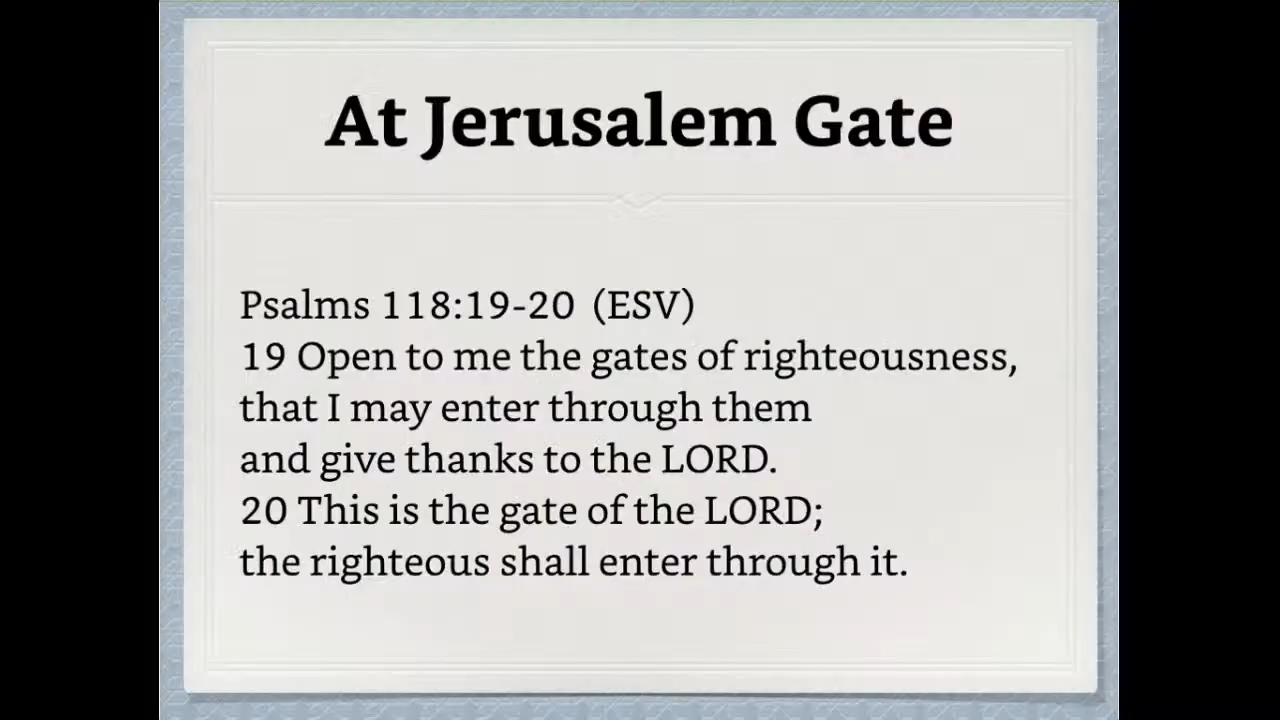 At Jerusalem Gate
Psalms 118:19-20 (ESV)
19 Open to me the gates of righteousness,
that I may enter through them
and give thanks to the LORD.
20 This is the gate of the LORD;
the righteous shall enter through it.